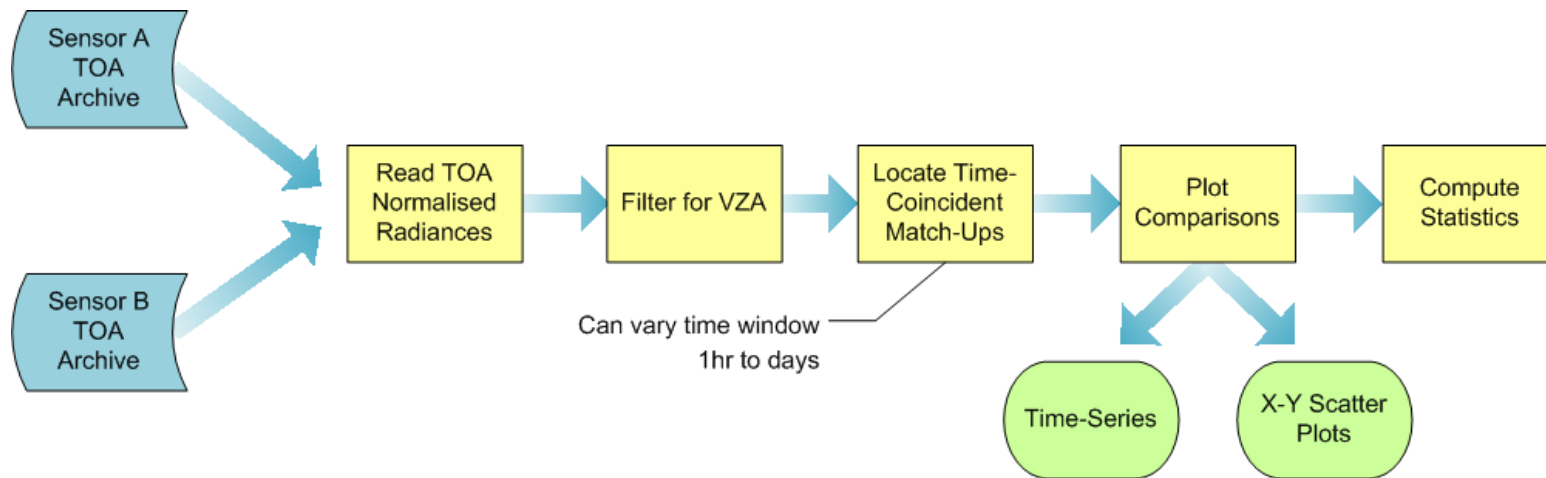 Sensor A
TOA
Archive
Sensor B
TOA
Archive
Read TOA
Normalised
Radiances
Filter for VZA
Locate Time-
Coincident
Match-Ups
Can vary time window
1hr to days
Plot
Comparisons
Time-Series
X-Y Scatter
Plots
Compute
Statistics